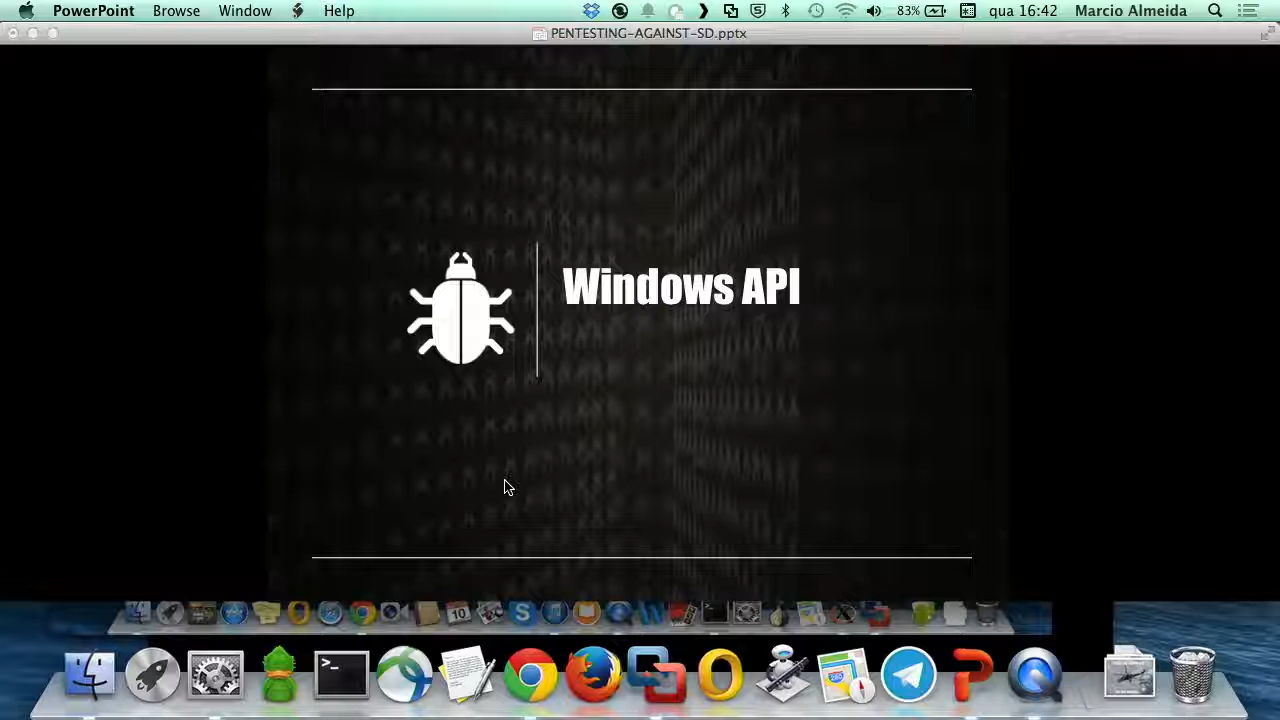 PowerPoint Browse Window Help 83% qua 16:42 Marcio Almeida
PENTESTING-AGAINST-SD.pptx
Windows API